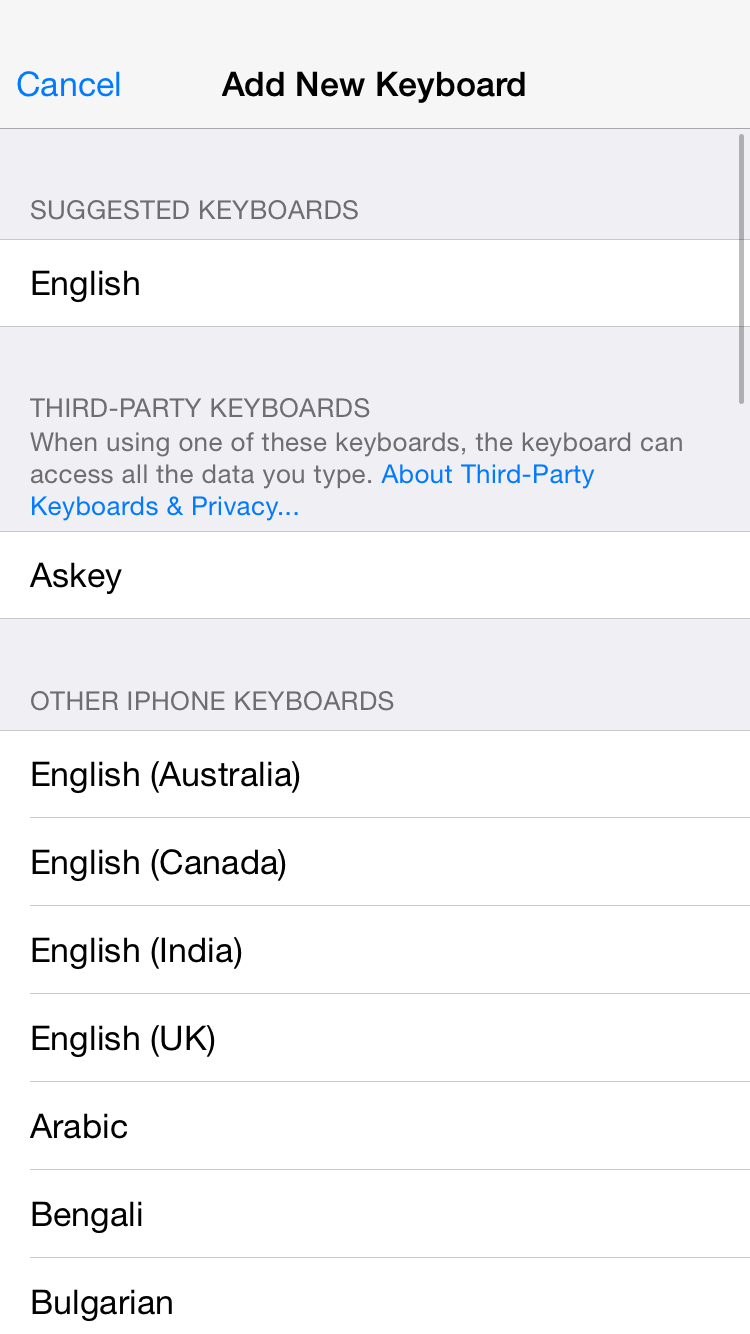 Cancel
Add New Keyboard
SUGGESTED KEYBOARDS
English
THIRD-PARTY KEYBOARDS
When using one of these keyboards, the keyboard can
access all the data you type. About Third-Party
Keyboards & Privacy...
Askey
OTHER IPHONE KEYBOARDS
English (Australia)
English (Canada)
English (India)
English (UK)
Arabic
Bengali
Bulgarian